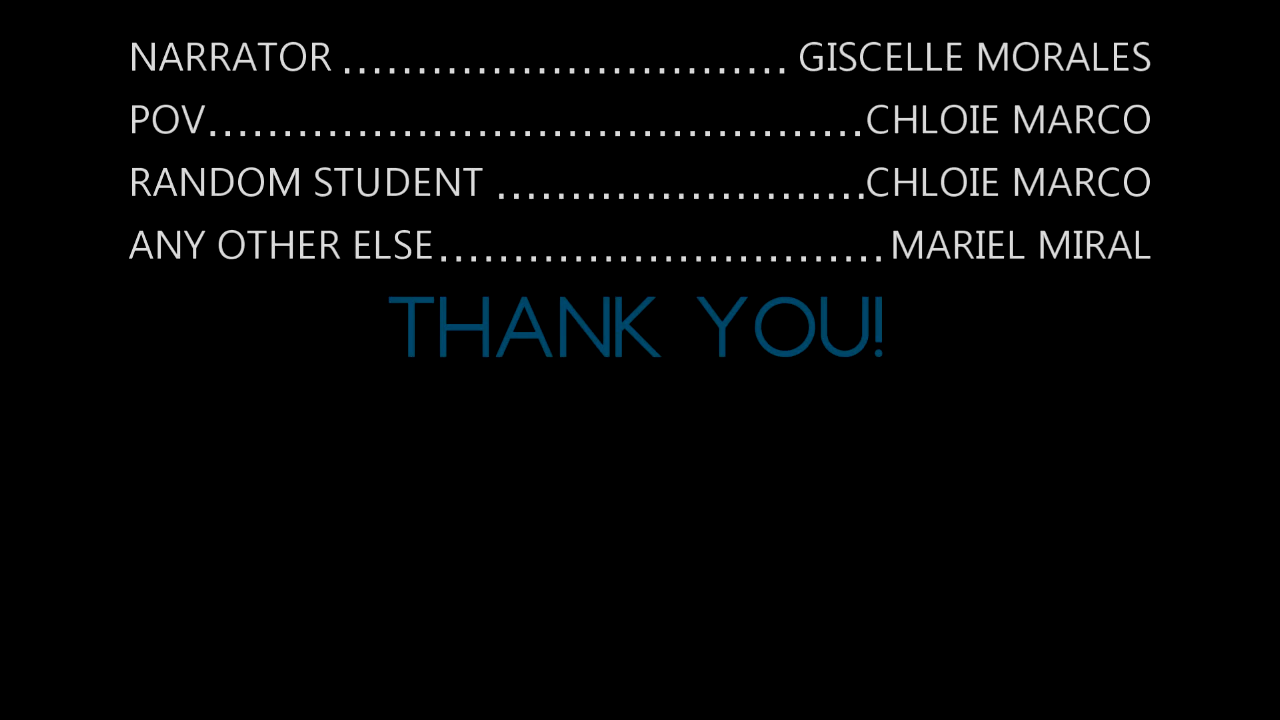 NARRATOR .............................. GISCELLE MORALES
POV............................................CHLOIE MARCO
RANDOM STUDENT .........................CHLOIE MARCO
ANY OTHER ELSE.............................. MARIEL MIRAL
THANK YOU!